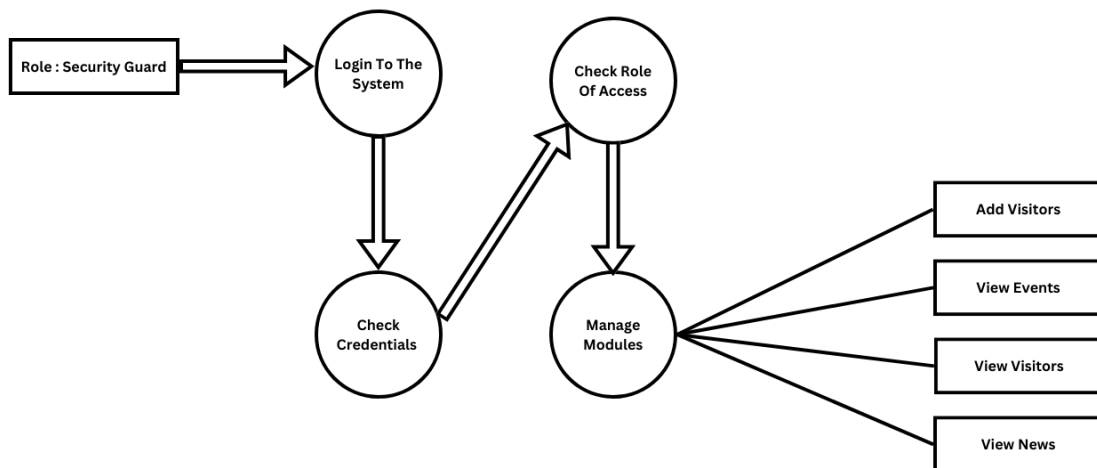 Role : Security Guard
Login To The
System
Check Role
Of Access
Check
Credentials
Manage
Modules
Add Visitors
View Events
View Visitors
View News